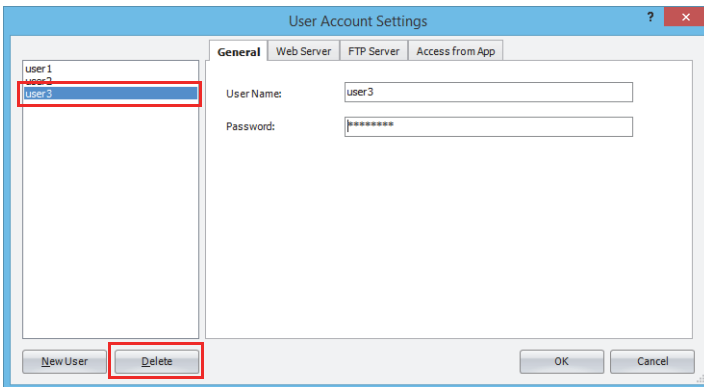 User Account Settings
?
General Web Server FTP Server Access from App
user1
user2
user3
User Name: user3
Password: ********
New User Delete OK Cancel